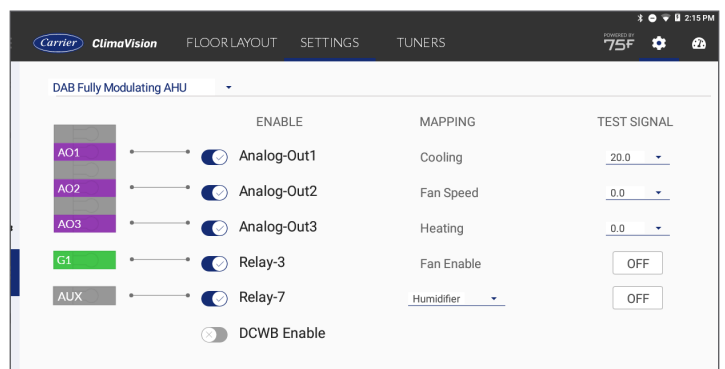 2:15 PM
Carrier ClimaVision FLOOR LAYOUT SETTINGS TUNERS POWERED BY 75F
DAB Fully Modulating AHU
ENABLE MAPPING TEST SIGNAL
AO1 Analog-Out1 Cooling 20.0
AO2 Analog-Out2 Fan Speed 0.0
AO3 Analog-Out3 Heating 0.0
G1 Relay-3 Fan Enable OFF
AUX Relay-7 Humidifier OFF
DCWB Enable